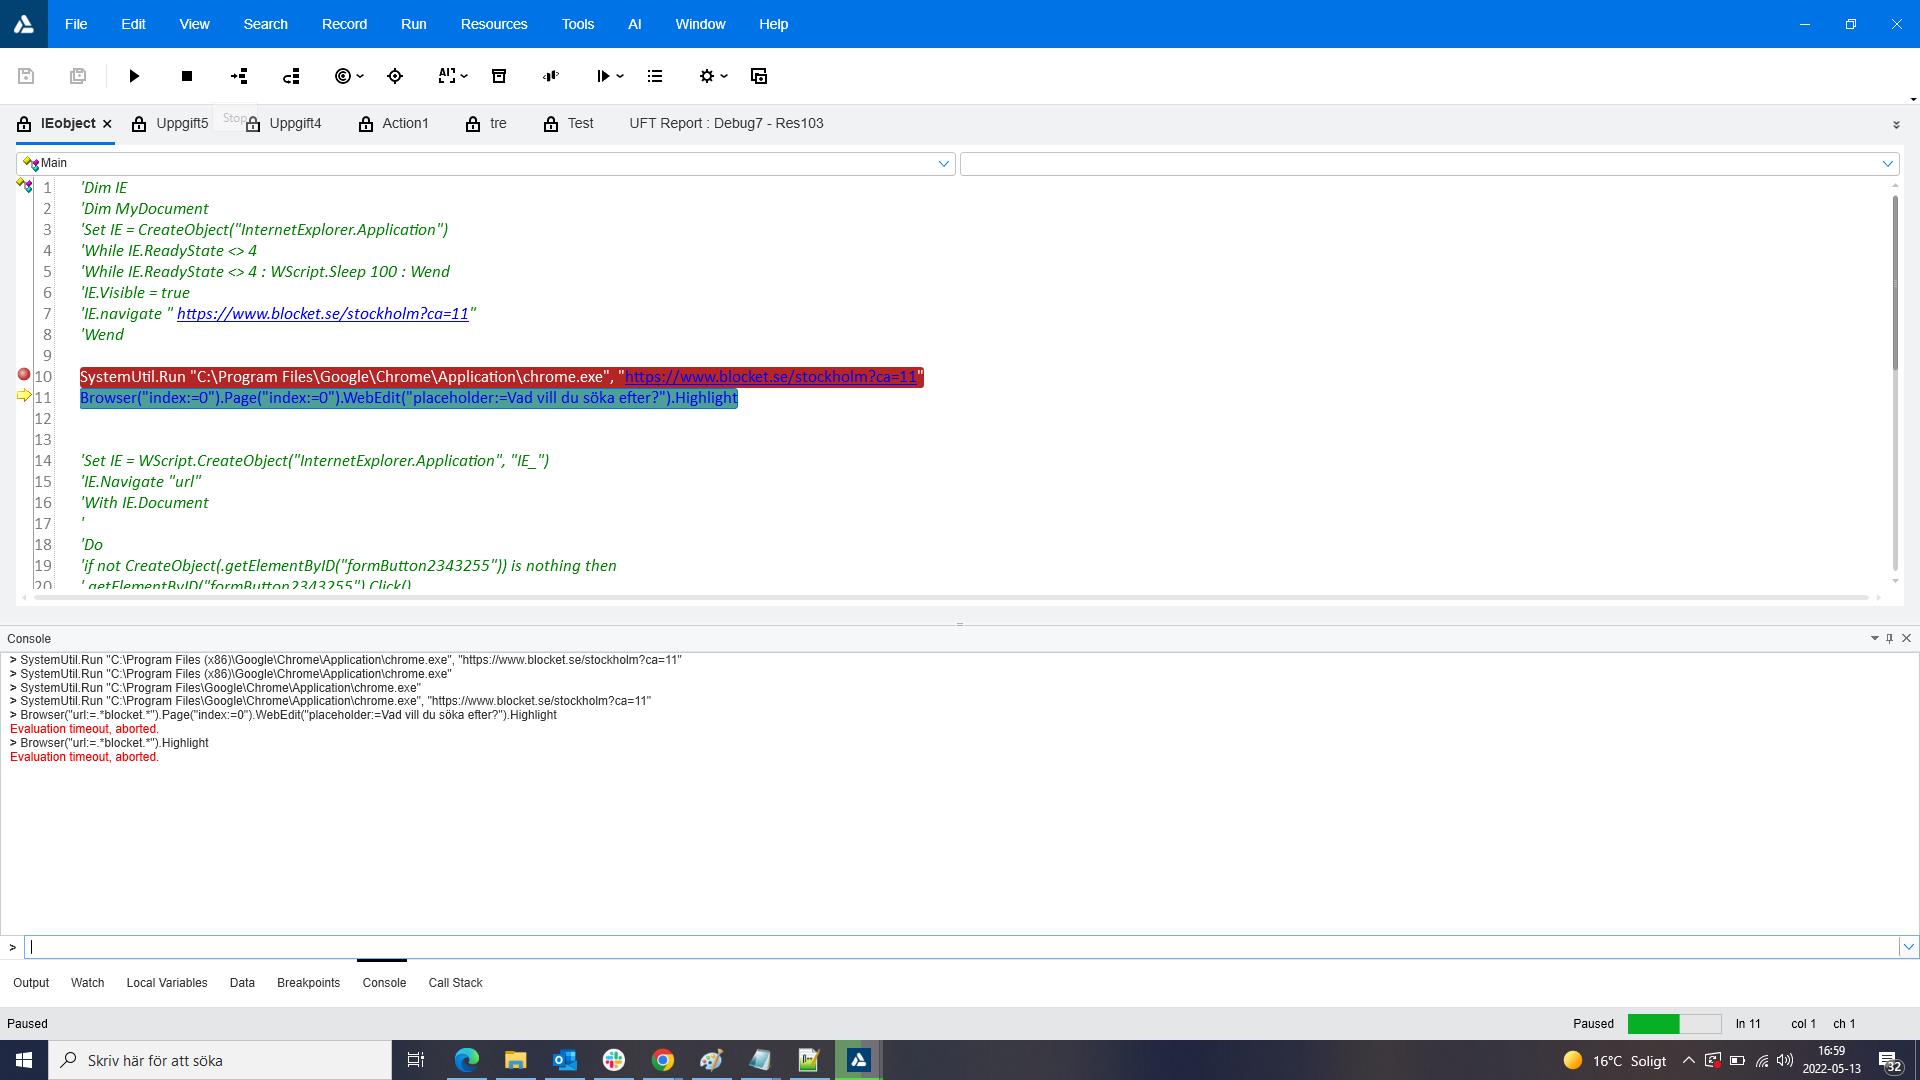 File Edit View Search Record Run Resources Tools AI Window Help
AI
IEobject Uppgift5 Stop Uppgift4 Action1 tre Test UFT Report : Debug7 - Res103
Main
1 'Dim IE
2 'Dim MyDocument
3 'Set IE = CreateObject("InternetExplorer.Application")
4 'While IE.ReadyState <> 4
5 'While IE.ReadyState <> 4 : WScript.Sleep 100 : Wend
6 'IE.Visible = true
7 'IE.navigate " https://www.blocket.se/stockholm?ca=11"
8 'Wend
9
10 SystemUtil.Run "C:\Program Files\Google\Chrome\Application\chrome.exe", "https://www.blocket.se/stockholm?ca=11"
11 Browser("index:=0").Page("index:=0").WebEdit("placeholder:=Vad vill du söka efter?").Highlight
12
13
14 'Set IE = WScript.CreateObject("InternetExplorer.Application", "IE_")
15 'IE.Navigate "url"
16 'With IE.Document
17 '
18 'Do
19 'if not CreateObject(.getElementByID("formButton2343255")) is nothing then
20 ' .getElementByID("formButton2343255").Click()
Console
> SystemUtil.Run "C:\Program Files (x86)\Google\Chrome\Application\chrome.exe", "https://www.blocket.se/stockholm?ca=11"
> SystemUtil.Run "C:\Program Files (x86)\Google\Chrome\Application\chrome.exe"
> SystemUtil.Run "C:\Program Files\Google\Chrome\Application\chrome.exe"
> SystemUtil.Run "C:\Program Files\Google\Chrome\Application\chrome.exe", "https://www.blocket.se/stockholm?ca=11"
> Browser("url:=.*blocket.*").Page("index:=0").WebEdit("placeholder:=Vad vill du söka efter?").Highlight
Evaluation timeout, aborted.
> Browser("url:=.*blocket.*").Highlight
Evaluation timeout, aborted.
>
Output Watch Local Variables Data Breakpoints Console Call Stack
Paused Paused ln 11 col 1 ch 1
Skriv här för att söka 16°C Soligt 16:59
2022-05-13 32